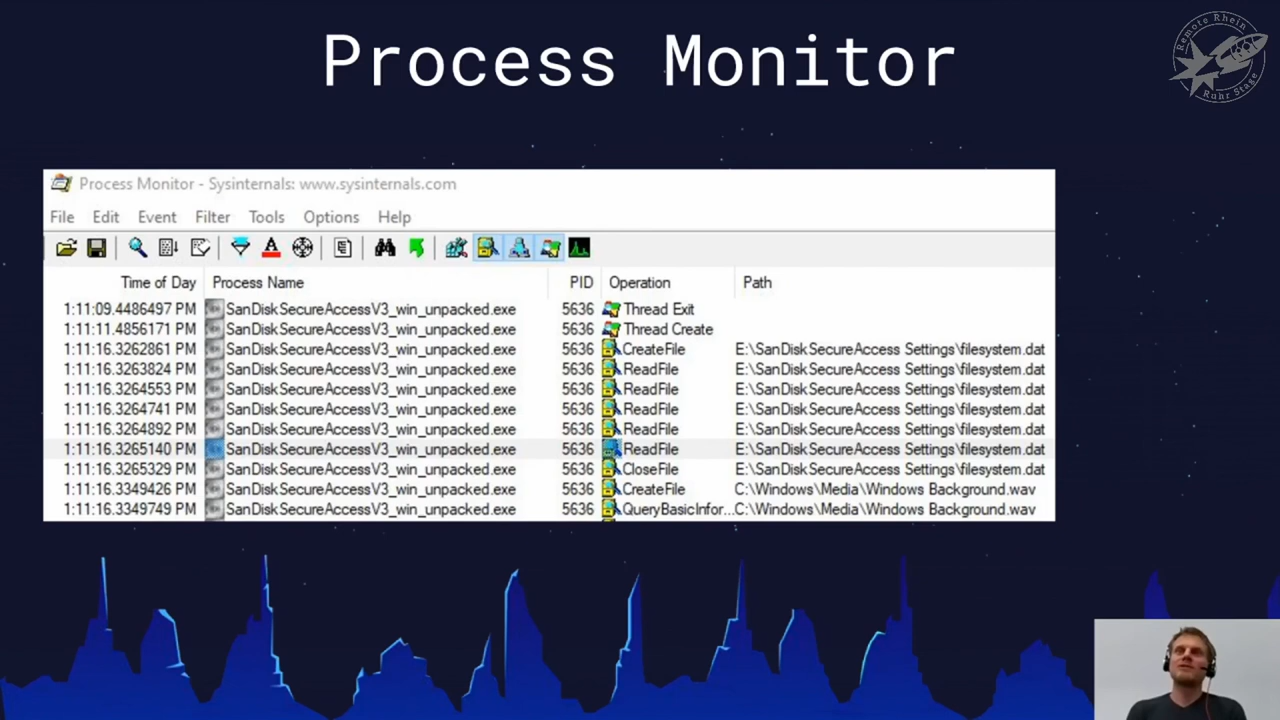 Process Monitor
Remote Rhein
Ruhr Stage
Process Monitor - Sysinternals: www.sysinternals.com
File Edit Event Filter Tools Options Help
Time of Day Process Name PID Operation Path
1:11:09.4486497 PM SanDiskSecureAccessV3_win_unpacked.exe 5636 Thread Exit
1:11:11.4856171 PM SanDiskSecureAccessV3_win_unpacked.exe 5636 Thread Create
1:11:16.3262861 PM SanDiskSecureAccessV3_win_unpacked.exe 5636 CreateFile E:\SanDiskSecureAccess Settings\filesystem.dat
1:11:16.3263824 PM SanDiskSecureAccessV3_win_unpacked.exe 5636 ReadFile E:\SanDiskSecureAccess Settings\filesystem.dat
1:11:16.3264553 PM SanDiskSecureAccessV3_win_unpacked.exe 5636 ReadFile E:\SanDiskSecureAccess Settings\filesystem.dat
1:11:16.3264741 PM SanDiskSecureAccessV3_win_unpacked.exe 5636 ReadFile E:\SanDiskSecureAccess Settings\filesystem.dat
1:11:16.3264892 PM SanDiskSecureAccessV3_win_unpacked.exe 5636 ReadFile E:\SanDiskSecureAccess Settings\filesystem.dat
1:11:16.3265140 PM SanDiskSecureAccessV3_win_unpacked.exe 5636 ReadFile E:\SanDiskSecureAccess Settings\filesystem.dat
1:11:16.3265329 PM SanDiskSecureAccessV3_win_unpacked.exe 5636 CloseFile E:\SanDiskSecureAccess Settings\filesystem.dat
1:11:16.3349426 PM SanDiskSecureAccessV3_win_unpacked.exe 5636 CreateFile C:\Windows\Media\Windows Background.wav
1:11:16.3349749 PM SanDiskSecureAccessV3_win_unpacked.exe 5636 QueryBasicInfor...C:\Windows\Media\Windows Background.wav